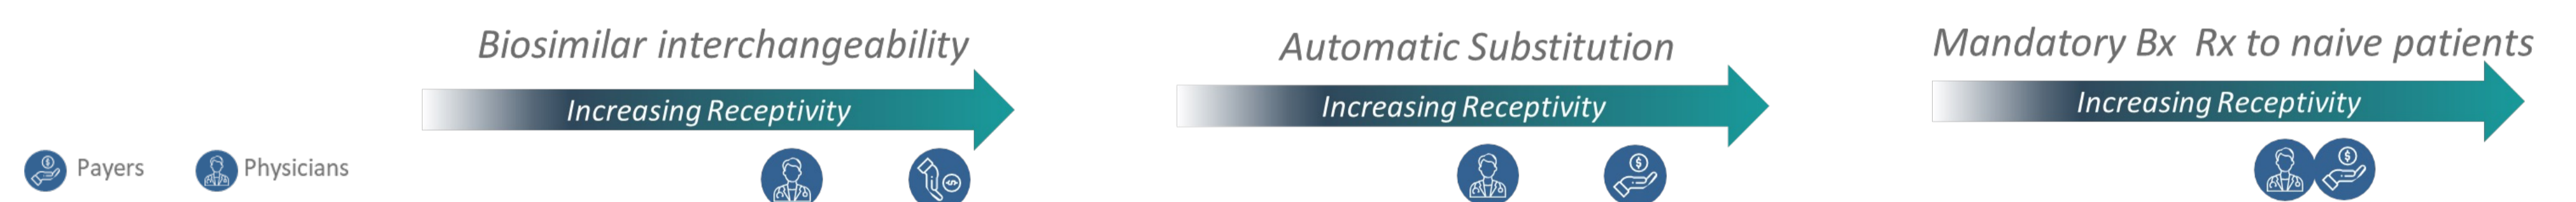 Biosimilar interchangeability
Increasing Receptivity
Automatic Substitution
Increasing Receptivity
Mandatory Bx Rx to naive patients
Increasing Receptivity
Payers
Physicians